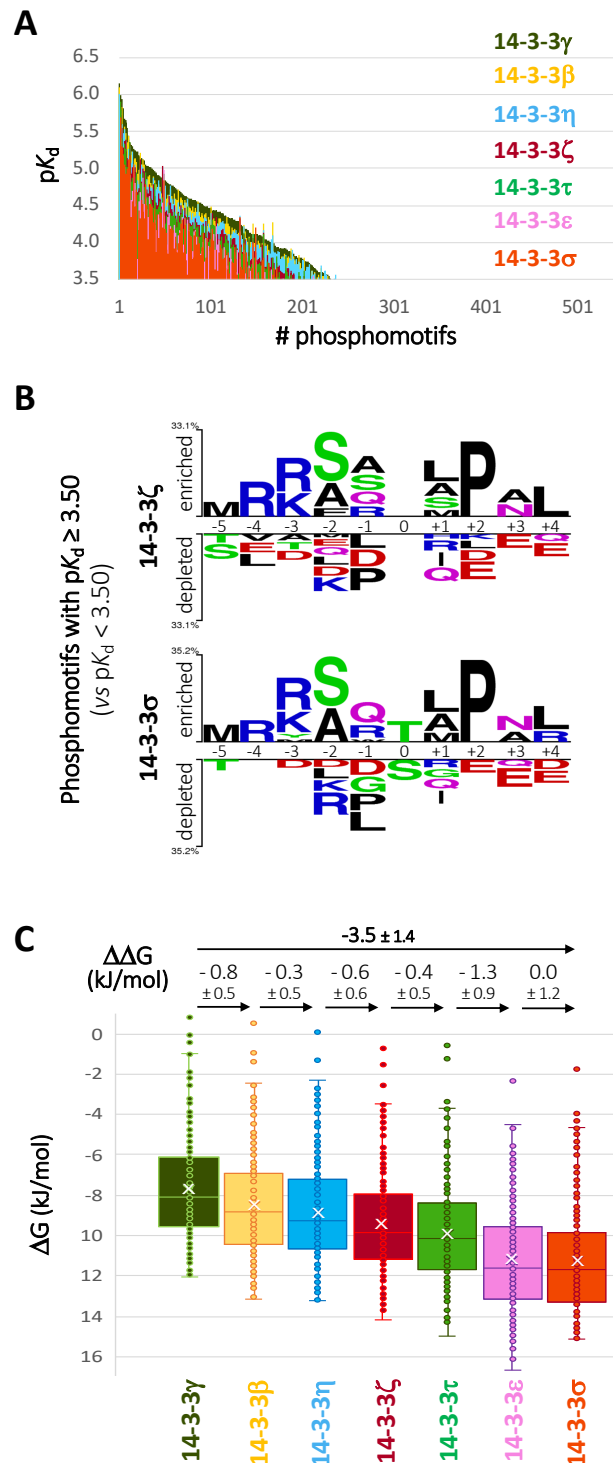 A
6.5
6.0
5.5
5.0
4.5
4.0
3.5
pKd
1
101
201
301
401
501
# phosphomotifs
14-3-3γ
14-3-3β
14-3-3η
14-3-3ζ
14-3-3τ
14-3-3ε
14-3-3σ
B
Phosphomotifs with pKd ≥ 3.50
(vs pKd < 3.50)
14-3-3ζ
33.1%
enriched
depleted
33.1%
-5 -4 -3 -2 -1 0 +1 +2 +3 +4
14-3-3σ
35.2%
enriched
depleted
35.2%
-5 -4 -3 -2 -1 0 +1 +2 +3 +4
C
-3.5 ± 1.4
ΔΔG
(kJ/mol)
- 0.8 - 0.3 - 0.6 - 0.4 - 1.3 0.0
± 0.5 ± 0.5 ± 0.6 ± 0.5 ± 0.9 ± 1.2
ΔG (kJ/mol)
0
-2
-4
-6
8
10
12
14
16
14-3-3γ
14-3-3β
14-3-3η
14-3-3ζ
14-3-3τ
14-3-3ε
14-3-3σ